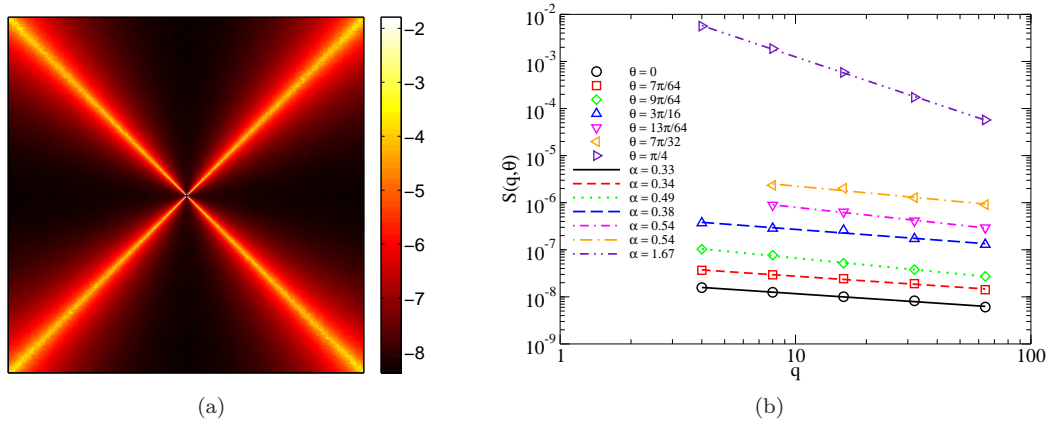 −2
−3
−4
−5
−6
−7
−8
(a)
S(q,θ)
10^-2
10^-3
10^-4
10^-5
10^-6
10^-7
10^-8
10^-9
θ = 0
θ = 7π/64
θ = 9π/64
θ = 3π/16
θ = 13π/64
θ = 7π/32
θ = π/4
α = 0.33
α = 0.34
α = 0.49
α = 0.38
α = 0.54
α = 0.54
α = 1.67
1
10
100
q
(b)